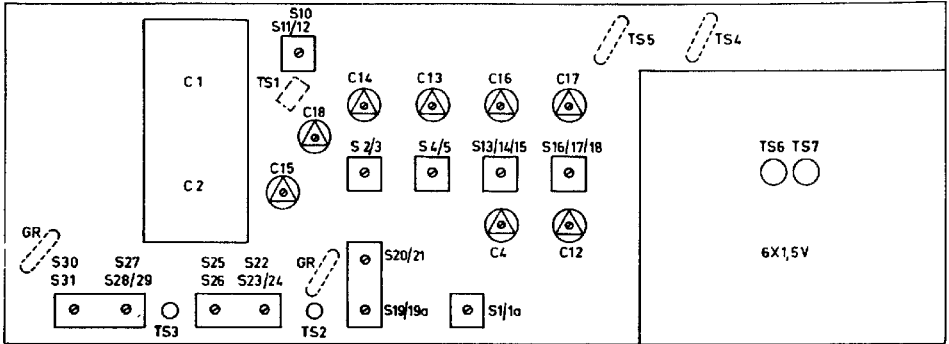 S10
S11/12
TS5
TS4
C1
TS1
C14
C13
C16
C17
C18
S2/3
S4/5
S13/14/15
S16/17/18
TS6 TS7
C15
C2
GR
C4
C12
6X1,5V
S30
S27
S25
S22
GR
S20/21
S31
S28/29
S26
S23/24
S19/19a
S1/1a
TS3
TS2